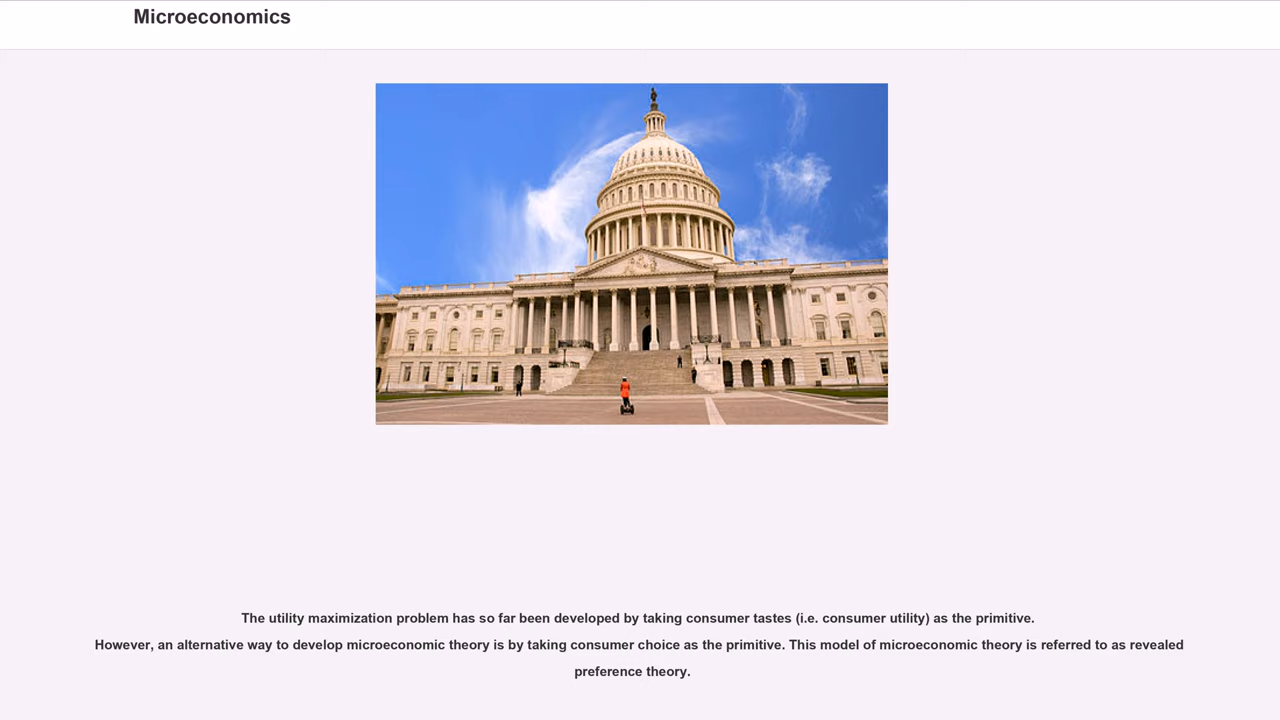 Microeconomics
The utility maximization problem has so far been developed by taking consumer tastes (i.e. consumer utility) as the primitive.
However, an alternative way to develop microeconomic theory is by taking consumer choice as the primitive. This model of microeconomic theory is referred to as revealed
preference theory.